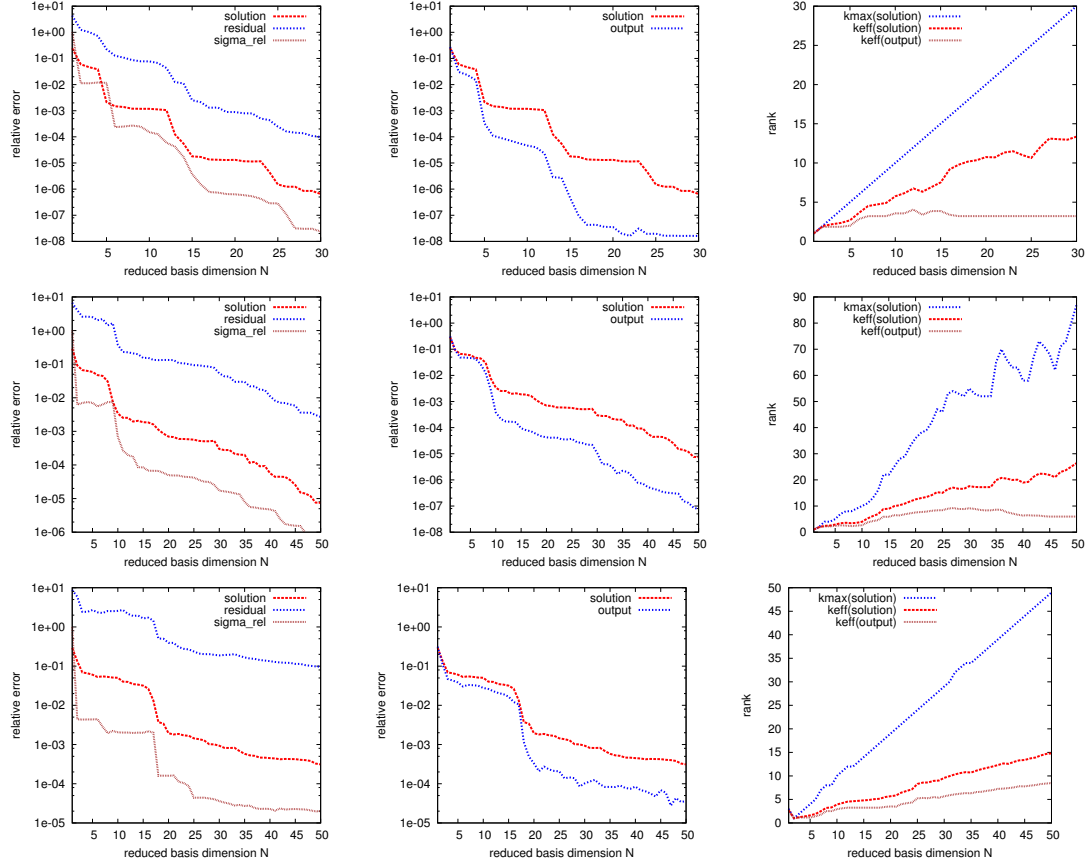 1e+01
1e+00
1e-01
1e-02
1e-03
1e-04
1e-05
1e-06
1e-07
1e-08
relative error
solution
residual
sigma_rel
5 10 15 20 25 30
reduced basis dimension N
1e+01
1e+00
1e-01
1e-02
1e-03
1e-04
1e-05
1e-06
1e-07
1e-08
relative error
solution
output
5 10 15 20 25 30
reduced basis dimension N
30
25
20
15
10
5
0
rank
kmax(solution)
keff(solution)
keff(output)
5 10 15 20 25 30
reduced basis dimension N
1e+01
1e+00
1e-01
1e-02
1e-03
1e-04
1e-05
1e-06
relative error
solution
residual
sigma_rel
5 10 15 20 25 30 35 40 45 50
reduced basis dimension N
1e+01
1e+00
1e-01
1e-02
1e-03
1e-04
1e-05
1e-06
1e-07
1e-08
relative error
solution
output
5 10 15 20 25 30 35 40 45 50
reduced basis dimension N
90
80
70
60
50
40
30
20
10
0
rank
kmax(solution)
keff(solution)
keff(output)
5 10 15 20 25 30 35 40 45 50
reduced basis dimension N
1e+01
1e+00
1e-01
1e-02
1e-03
1e-04
1e-05
relative error
solution
residual
sigma_rel
5 10 15 20 25 30 35 40 45 50
reduced basis dimension N
1e+01
1e+00
1e-01
1e-02
1e-03
1e-04
1e-05
relative error
solution
output
5 10 15 20 25 30 35 40 45 50
reduced basis dimension N
50
45
40
35
30
25
20
15
10
5
0
rank
kmax(solution)
keff(solution)
keff(output)
5 10 15 20 25 30 35 40 45 50
reduced basis dimension N